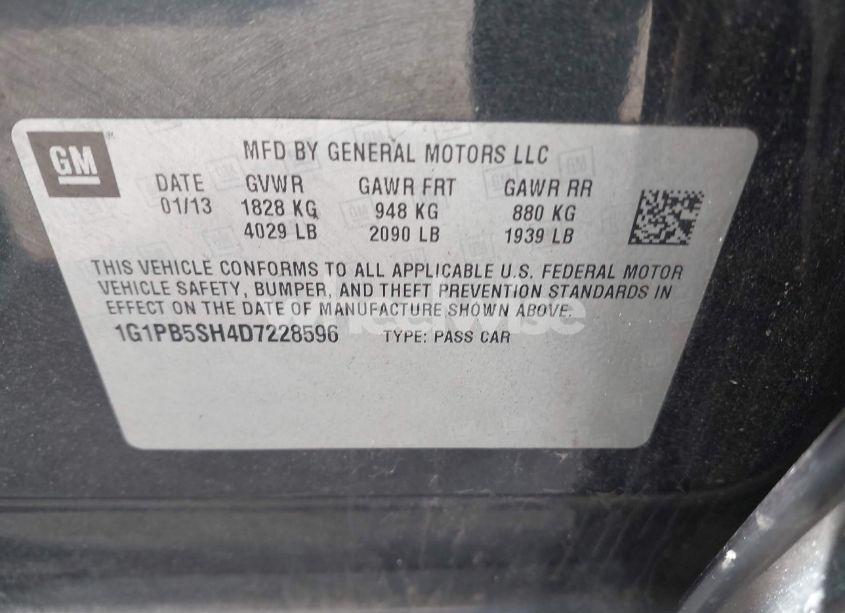 GM
MFD BY GENERAL MOTORS LLC
DATE GVWR GAWR FRT GAWR RR
01/13 1828 KG 948 KG 880 KG
4029 LB 2090 LB 1939 LB
THIS VEHICLE CONFORMS TO ALL APPLICABLE U.S. FEDERAL MOTOR
VEHICLE SAFETY, BUMPER, AND THEFT PREVENTION STANDARDS IN
EFFECT ON THE DATE OF MANUFACTURE SHOWN ABOVE.
1G1PB5SH4D7228596 TYPE: PASS CAR